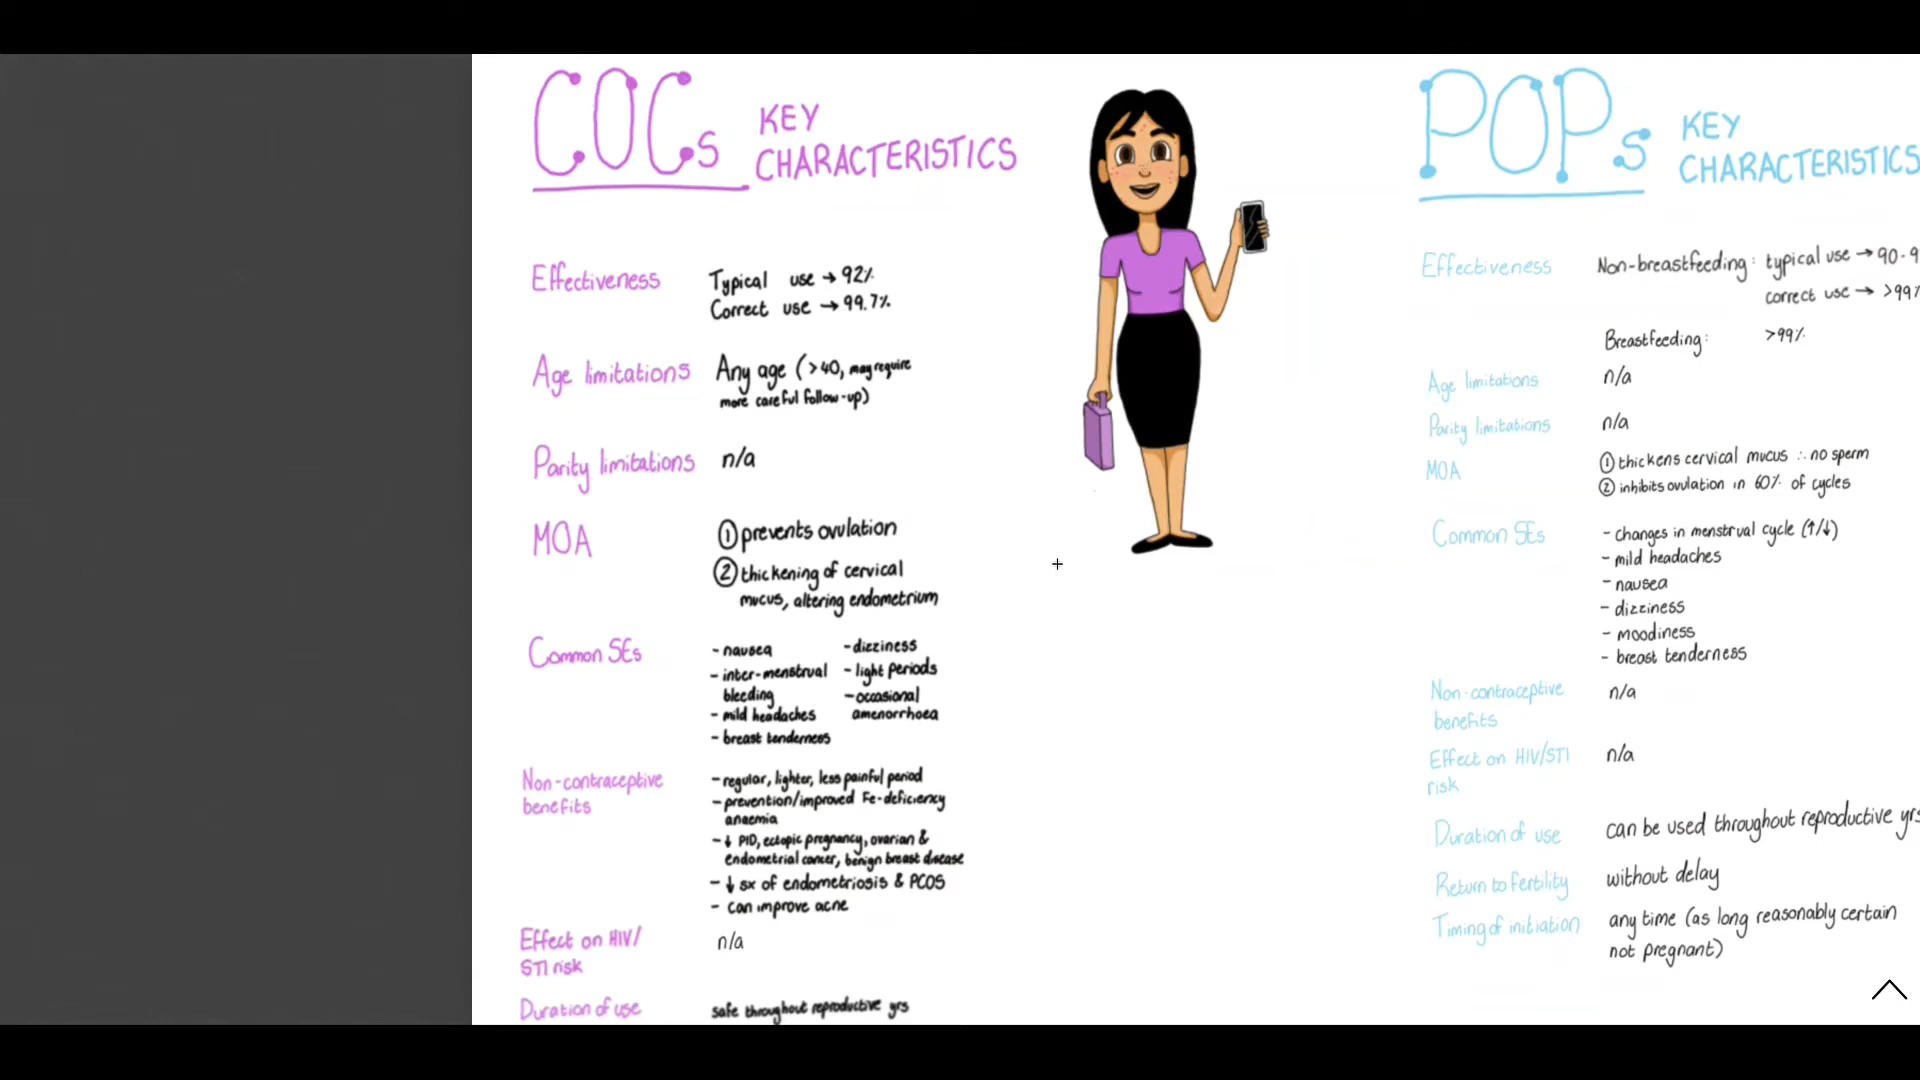 COCs KEY
CHARACTERISTICS
Effectiveness Typical use → 92%
Correct use → 99.7%
Age limitations Any age (>40, may require
more careful follow-up)
Parity limitations n/a
MOA ① prevents ovulation
② thickening of cervical
mucus, altering endometrium
Common SEs - nausea - dizziness
- inter-menstrual - light periods
bleeding - occasional
- mild headaches amenorrhoea
- breast tenderness
Non-contraceptive - regular, lighter, less painful period
benefits - prevention/improved Fe-deficiency
anaemia
- ↓ PID, ectopic pregnancy, ovarian &
endometrial cancer, benign breast disease
- ↓ sx of endometriosis & PCOS
- can improve acne
Effect on HIV/ n/a
STI risk
Duration of use safe throughout reproductive yrs
POPs KEY
CHARACTERISTICS
Effectiveness Non-breastfeeding: typical use → 90-9
correct use → >99%
Breastfeeding: >99%
Age limitations n/a
Parity limitations n/a
MOA ① thickens cervical mucus ∴ no sperm
② inhibits ovulation in 60% of cycles
Common SEs - changes in menstrual cycle (↑/↓)
- mild headaches
- nausea
- dizziness
- moodiness
- breast tenderness
Non-contraceptive n/a
benefits
Effect on HIV/STI n/a
risk
Duration of use can be used throughout reproductive yrs
Return to fertility without delay
Timing of initiation any time (as long reasonably certain
not pregnant)